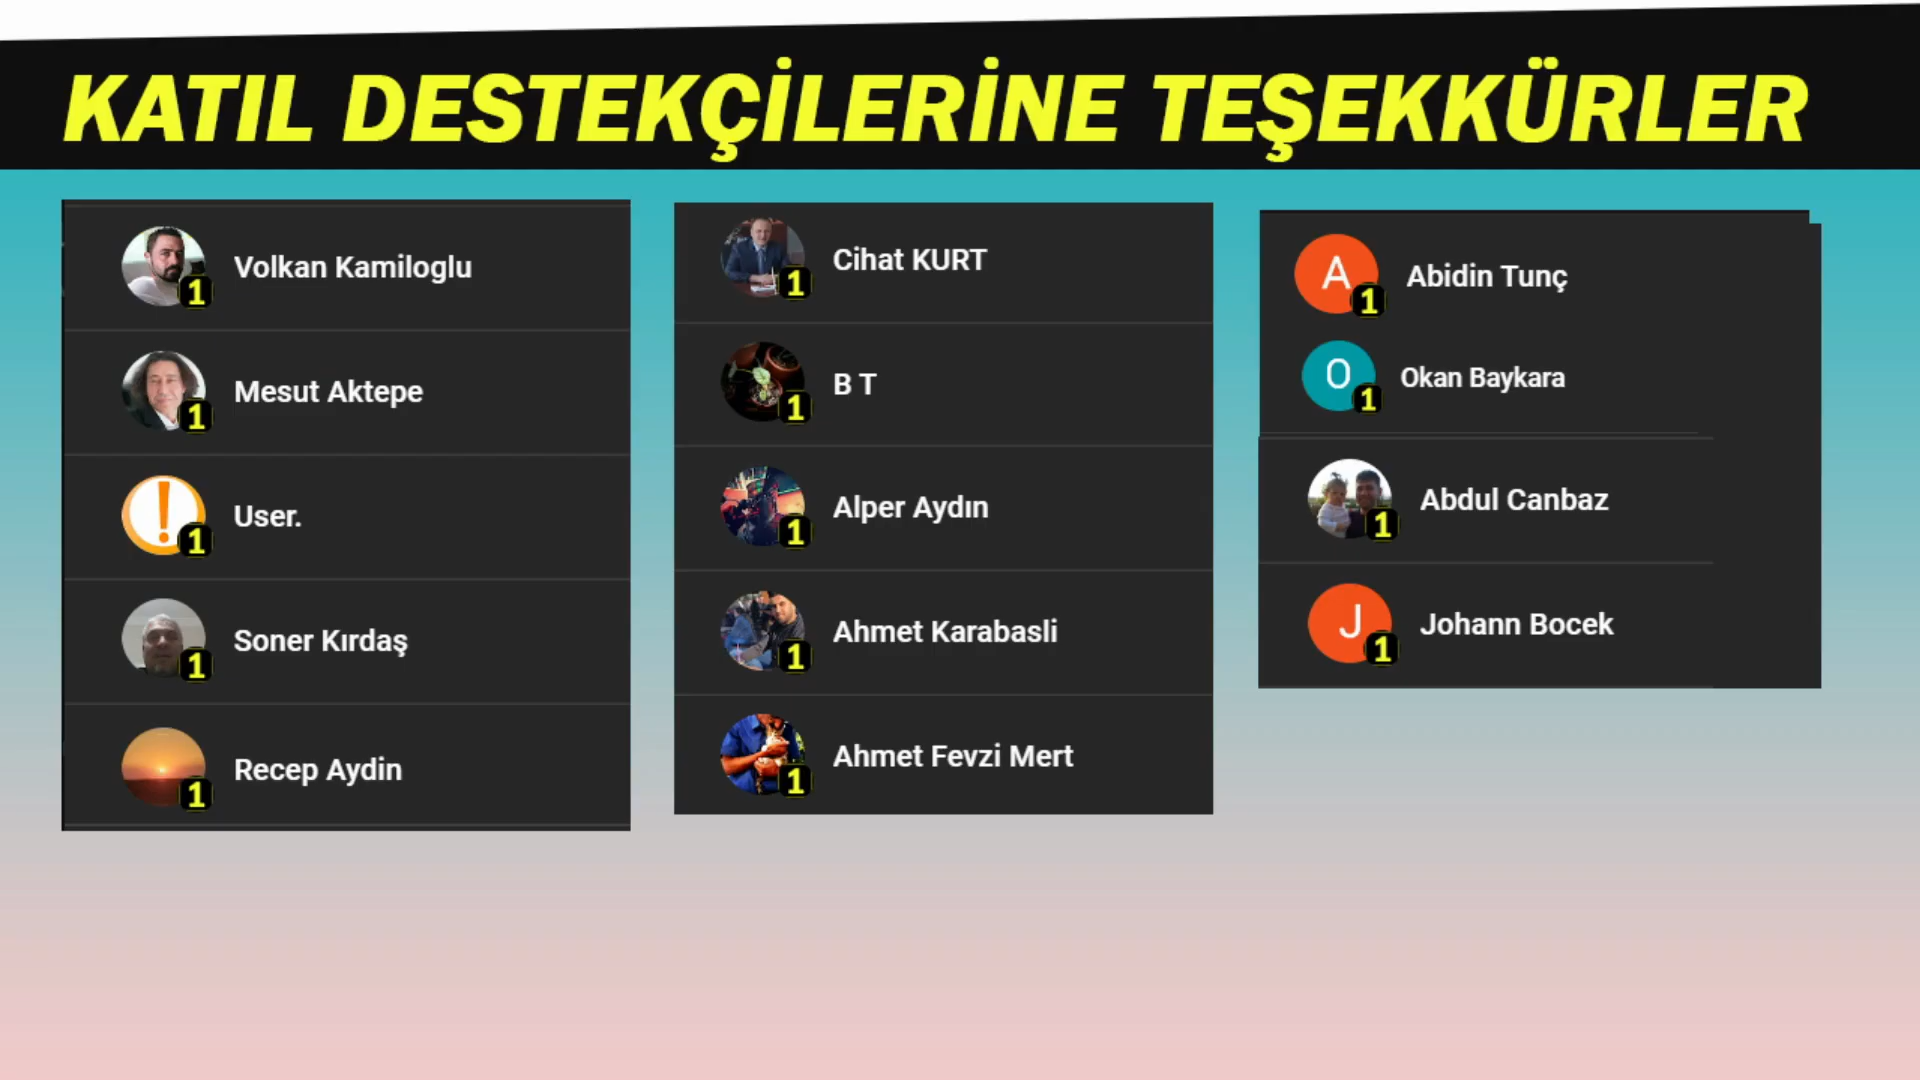 KATIL DESTEKÇİLERİNE TEŞEKKÜRLER
Volkan Kamiloglu
1
Mesut Aktepe
1
User.
1
Soner Kırdaş
1
Recep Aydin
1
Cihat KURT
1
B T
1
Alper Aydın
1
Ahmet Karabasli
1
Ahmet Fevzi Mert
1
A
Abidin Tunç
1
O
Okan Baykara
1
Abdul Canbaz
1
J
Johann Bocek
1